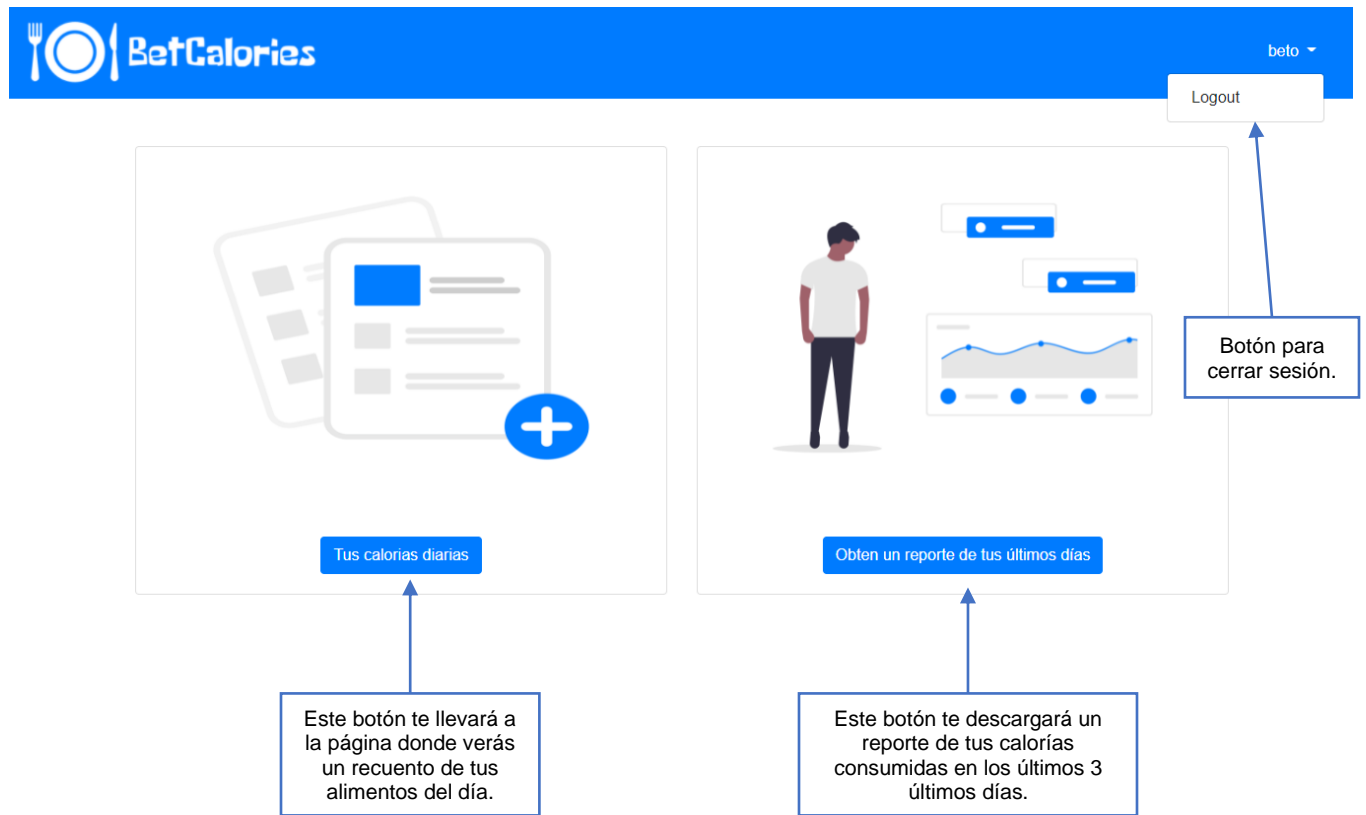 BetCalories
beto
Logout
Botón para
cerrar sesión.
Tus calorias diarias
Obten un reporte de tus últimos días
Este botón te llevará a
la página donde verás
un recuento de tus
alimentos del día.
Este botón te descargará un
reporte de tus calorías
consumidas en los últimos 3
últimos días.